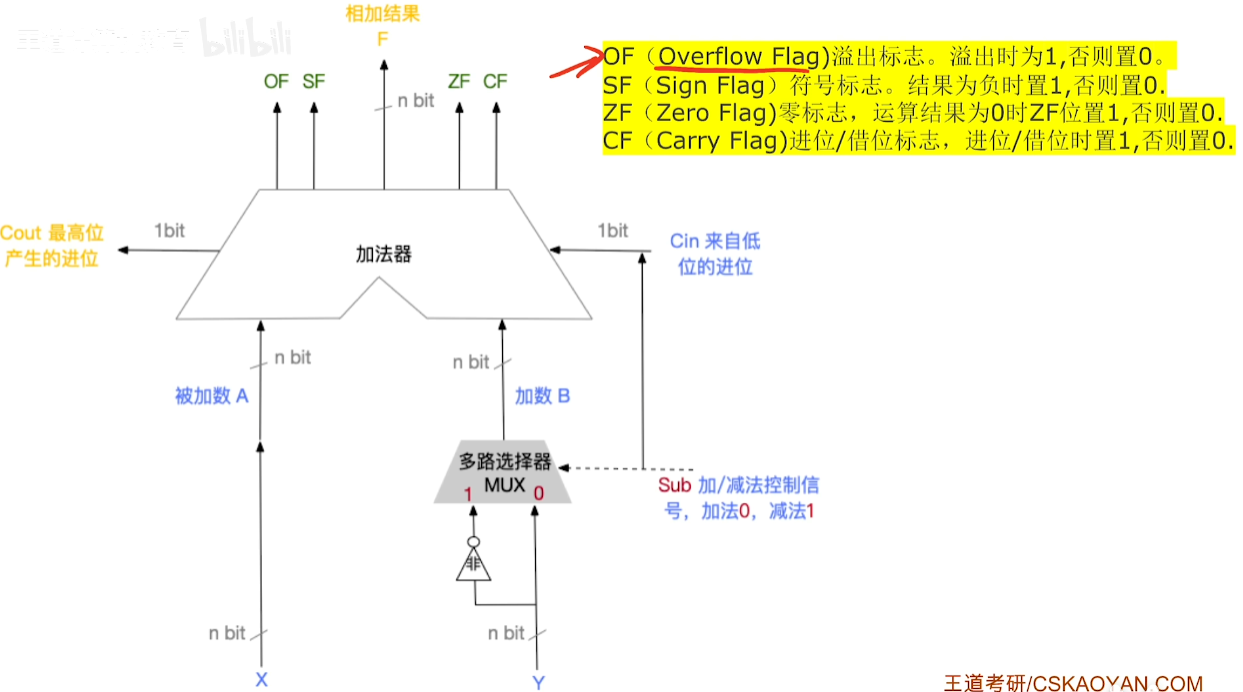 相加结果
F
OF（Overflow Flag)溢出标志。溢出时为1,否则置0。
SF（Sign Flag）符号标志。结果为负时置1,否则置0.
ZF（Zero Flag)零标志，运算结果为0时ZF位置1,否则置0.
CF（Carry Flag)进位/借位标志，进位/借位时置1,否则置0.
bilibili
OF SF
ZF CF
n bit
Cout 最高位
产生的进位
1bit
加法器
1bit
Cin 来自低
位的进位
n bit
n bit
被加数 A
加数 B
多路选择器
MUX
1
0
Sub 加/减法控制信
号，加法0，减法1
非
n bit
n bit
X
Y
王道考研/CSKAOYAN.COM